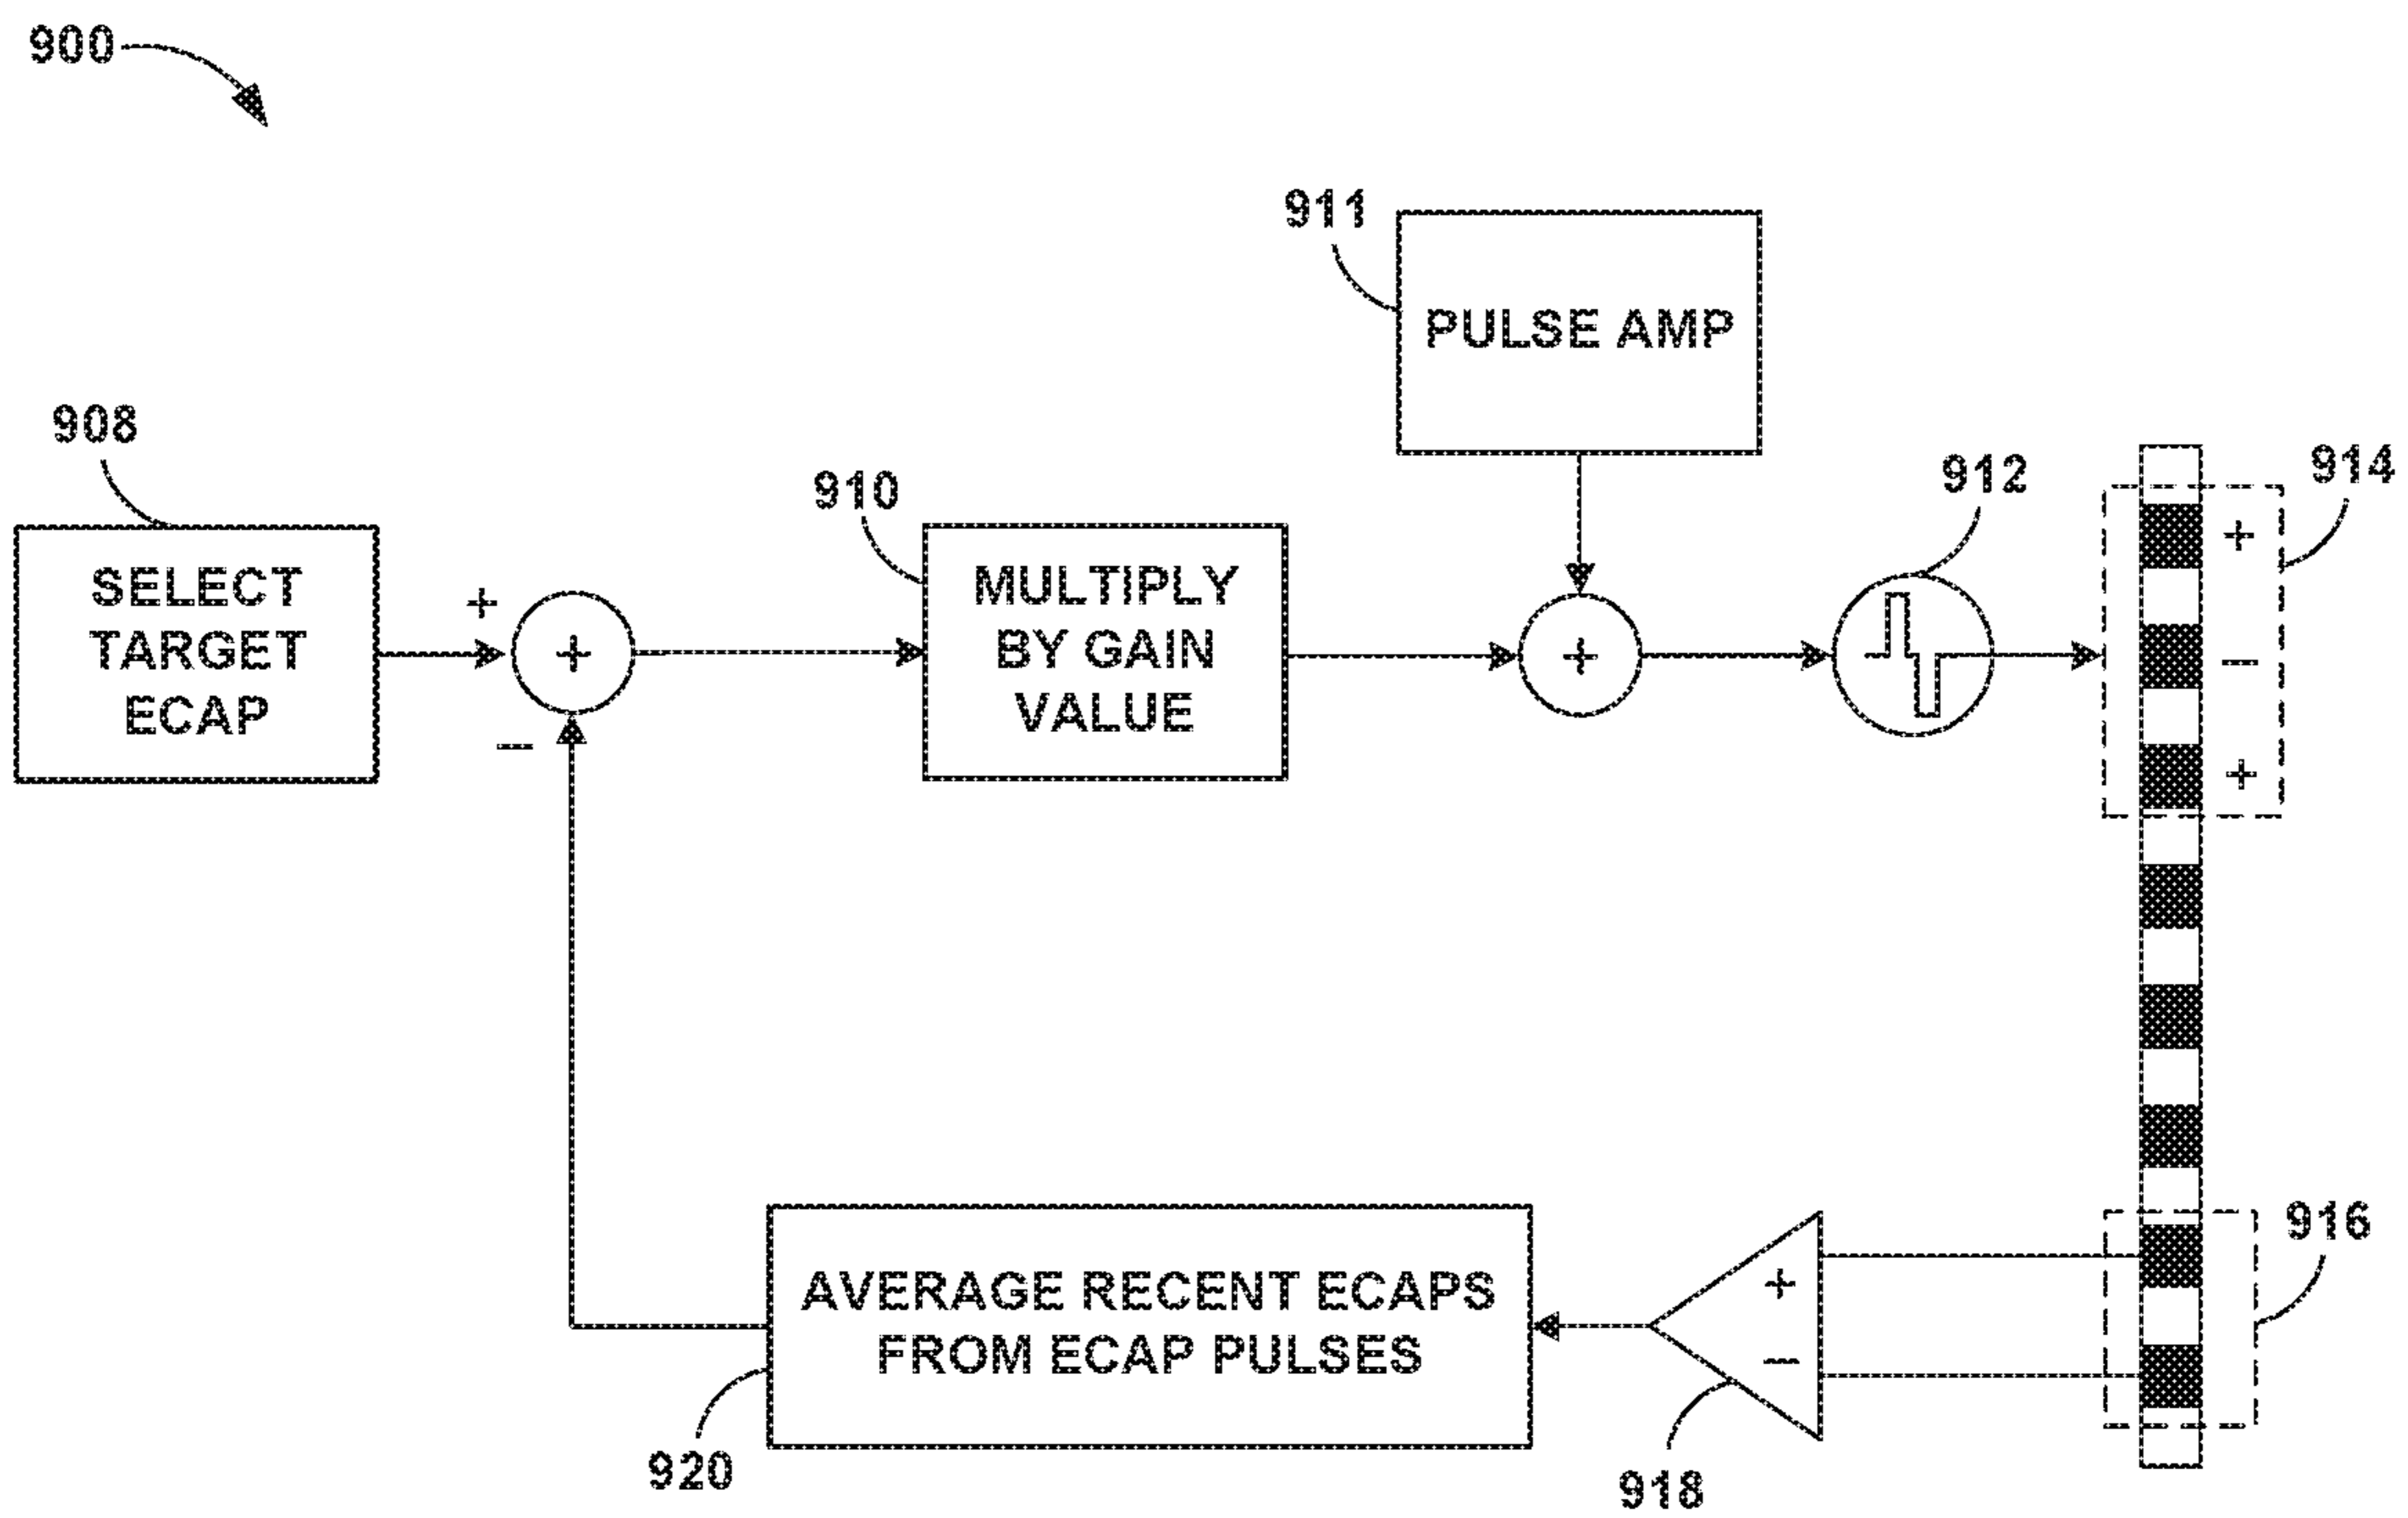 900
911
PULSE AMP
908
SELECT
TARGET
ECAP
+
+
−
910
MULTIPLY
BY GAIN
VALUE
+
912
914
+
−
+
916
918
+
−
AVERAGE RECENT ECAPS
FROM ECAP PULSES
920